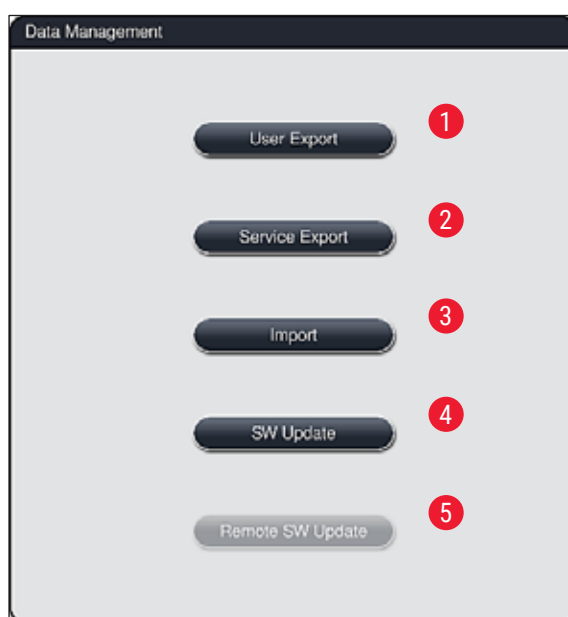 Data Management
User Export
1
Service Export
2
Import
3
SW Update
4
Remote SW Update
5